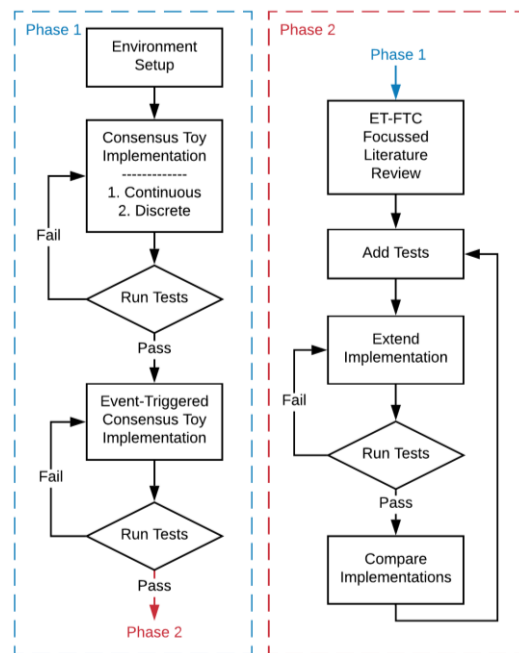 Phase 1
Environment
Setup
Consensus Toy
Implementation
-------------
1. Continuous
2. Discrete
Fail
Run Tests
Pass
Event-Triggered
Consensus Toy
Implementation
Fail
Run Tests
Pass
Phase 2
Phase 2
Phase 1
ET-FTC
Focussed
Literature
Review
Add Tests
Extend
Implementation
Fail
Run Tests
Pass
Compare
Implementations